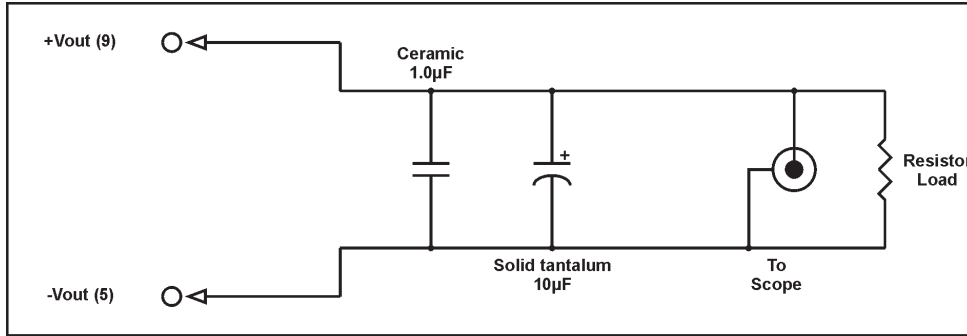 +Vout (9)
Ceramic
1.0µF
+
Resistor
Load
Solid tantalum
10µF
To
Scope
-Vout (5)